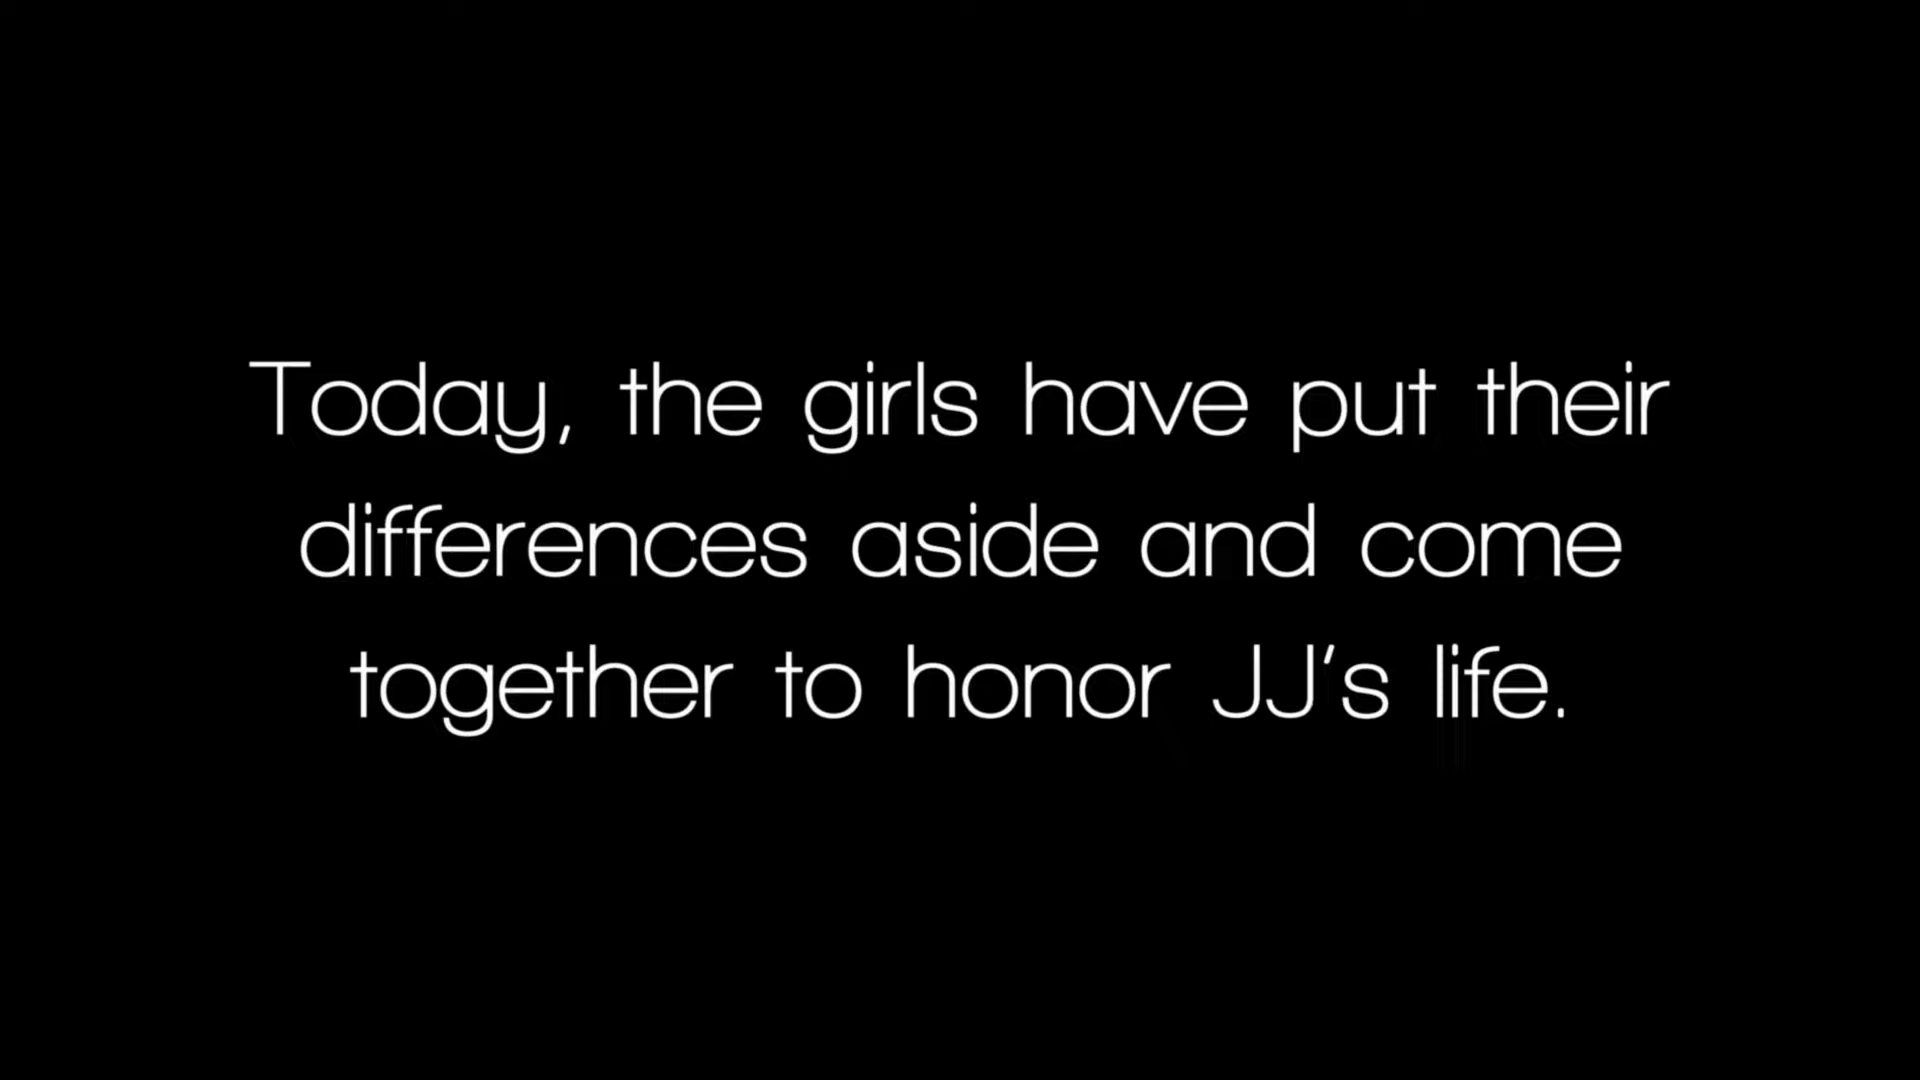 Today, the girls have put their
differences aside and come
together to honor JJ's life.